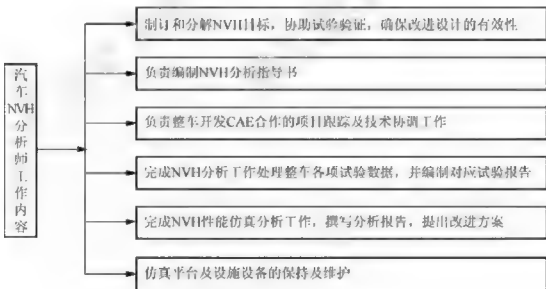 汽车NVH分析师工作内容
制订和分解NVH目标，协助试验验证，确保改进设计的有效性
负责编制NVH分析指导书
负责整车开发CAE合作的项目跟踪及技术协调工作
完成NVH分析工作处理整车各项试验数据，并编制对应试验报告
完成NVH性能仿真分析工作，撰写分析报告，提出改进方案
仿真平台及设施设备的保持及维护